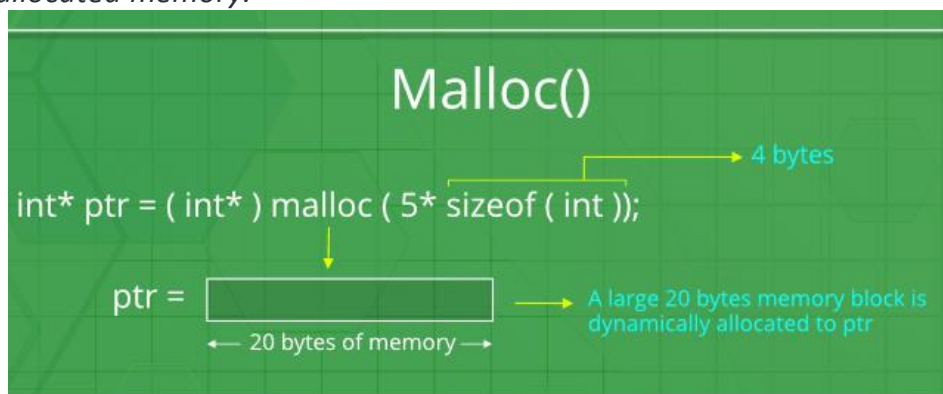 allocated memory.
Malloc()
4 bytes
int* ptr = ( int* ) malloc ( 5* sizeof ( int ));
ptr =
A large 20 bytes memory block is
dynamically allocated to ptr
20 bytes of memory